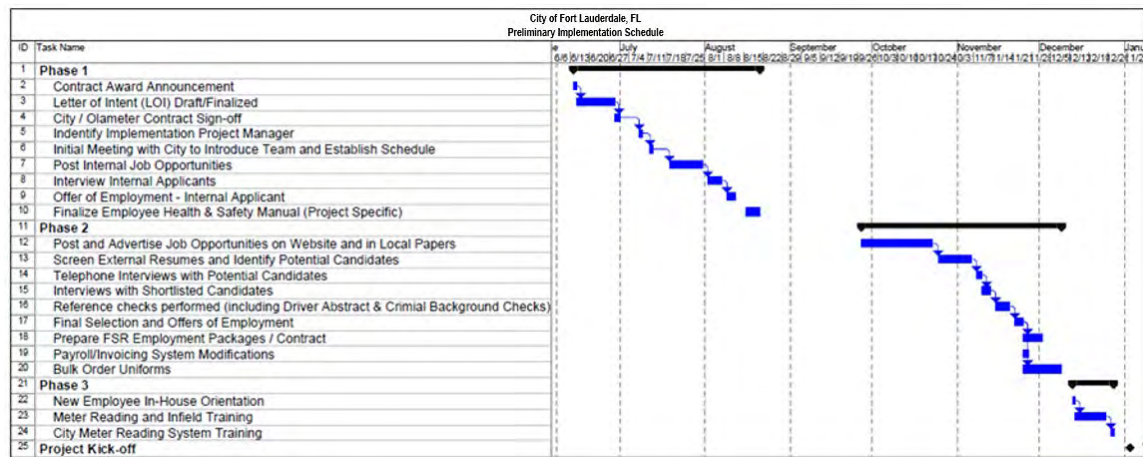 City of Fort Lauderdale, FL
Preliminary Implementation Schedule
ID Task Name e July August September October November December
1 Phase 1
2 Contract Award Announcement
3 Letter of Intent (LOI) Draft/Finalized
4 City / Olameter Contract Sign-off
5 Indentify Implementation Project Manager
6 Initial Meeting with City to Introduce Team and Establish Schedule
7 Post Internal Job Opportunities
8 Interview Internal Applicants
9 Offer of Employment - Internal Applicant
10 Finalize Employee Health & Safety Manual (Project Specific)
11 Phase 2
12 Post and Advertise Job Opportunities on Website and in Local Papers
13 Screen External Resumes and Identify Potential Candidates
14 Telephone Interviews with Potential Candidates
15 Interviews with Shortlisted Candidates
16 Reference checks performed (including Driver Abstract & Crimial Background Checks)
17 Final Selection and Offers of Employment
18 Prepare FSR Employment Packages / Contract
19 Payroll/Invoicing System Modifications
20 Bulk Order Uniforms
21 Phase 3
22 New Employee In-House Orientation
23 Meter Reading and Infield Training
24 City Meter Reading System Training
25 Project Kick-off